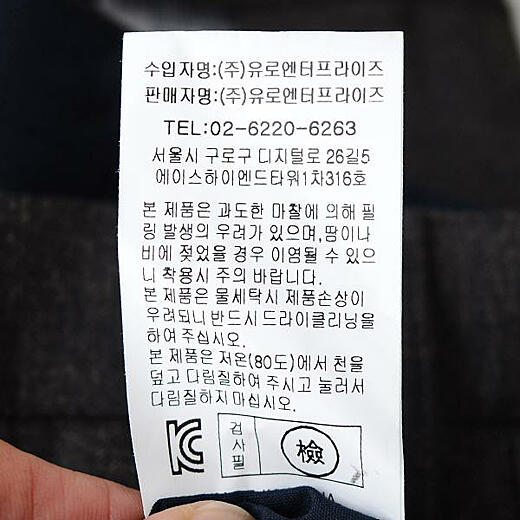 수입자명:(주)유로엔터프라이즈
판매자명:(주)유로엔터프라이즈
TEL:02-6220-6263
서울시 구로구 디지털로 26길5
에이스하이엔드타워1차316호
본 제품은 과도한 마찰에 의해 필
링 발생의 우려가 있으며,땀이나
비에 젖었을 경우 이염될 수 있으
니 착용시 주의 바랍니다.
본 제품은 물세탁시 제품손상이
우려되니 반드시 드라이클리닝을
하여 주십시오.
본 제품은 저온(80도)에서 천을
덮고 다림질하여 주시고 눌러서
다림질하지 마십시오.
KC
검사필
檢